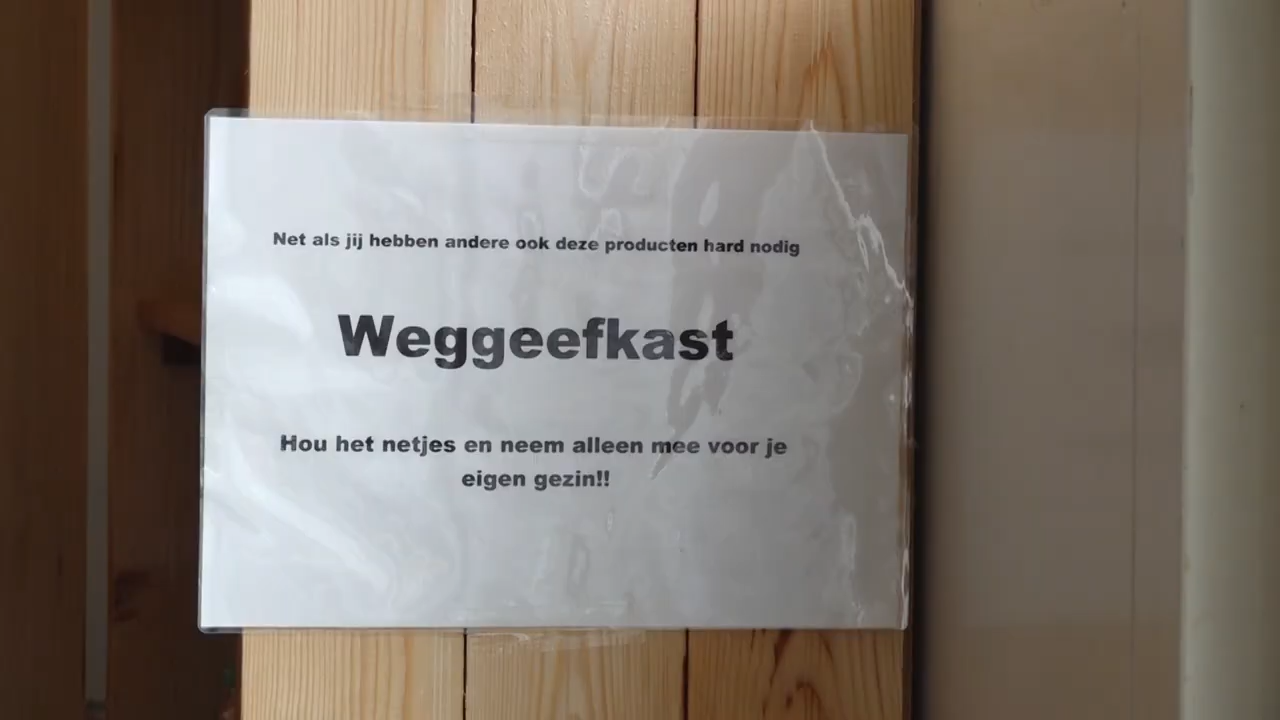 Net als jij hebben andere ook deze producten hard nodig
Weggeefkast
Hou het netjes en neem alleen mee voor je
eigen gezin!!